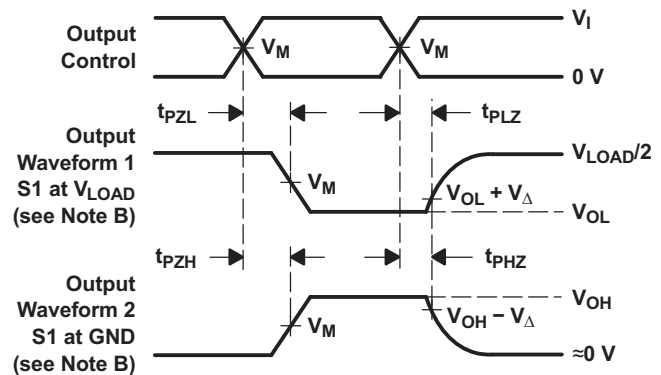 Output
Control
V_M
V_M
V_I
0 V
t_PZL
t_PLZ
Output
Waveform 1
S1 at V_LOAD
(see Note B)
V_M
V_LOAD/2
V_OL + V_Δ
V_OL
t_PZH
t_PHZ
Output
Waveform 2
S1 at GND
(see Note B)
V_M
V_OH
V_OH − V_Δ
≈0 V